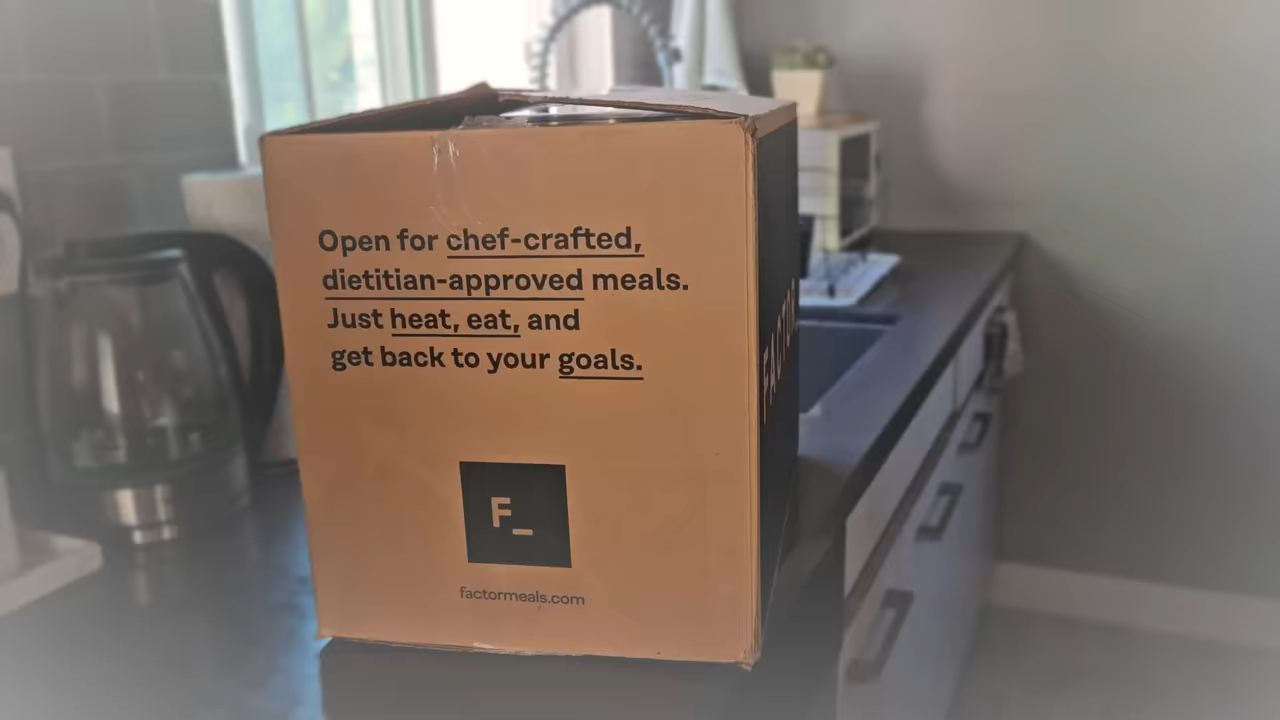 Open for chef-crafted,
dietitian-approved meals.
Just heat, eat, and
get back to your goals.
F_
factormeals.com
FACTOR